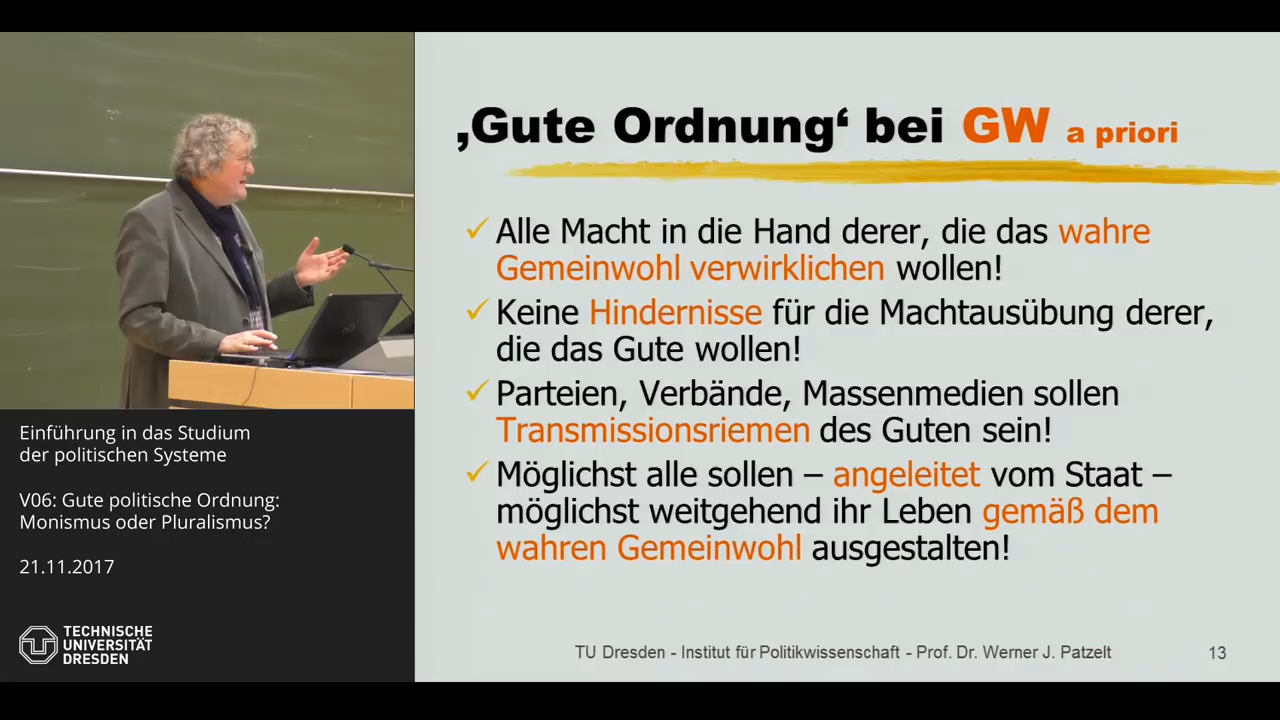 ‚Gute Ordnung‘ bei GW a priori
Alle Macht in die Hand derer, die das wahre
Gemeinwohl verwirklichen wollen!
Keine Hindernisse für die Machtausübung derer,
die das Gute wollen!
Parteien, Verbände, Massenmedien sollen
Transmissionsriemen des Guten sein!
Möglichst alle sollen – angeleitet vom Staat –
möglichst weitgehend ihr Leben gemäß dem
wahren Gemeinwohl ausgestalten!
TU Dresden - Institut für Politikwissenschaft - Prof. Dr. Werner J. Patzelt
13
Einführung in das Studium
der politischen Systeme
V06: Gute politische Ordnung:
Monismus oder Pluralismus?
21.11.2017
TECHNISCHE
UNIVERSITÄT
DRESDEN